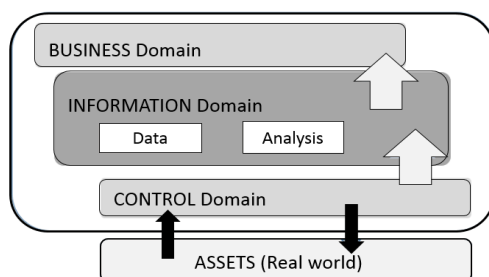 BUSINESS Domain
INFORMATION Domain
Data
Analysis
CONTROL Domain
ASSETS (Real world)